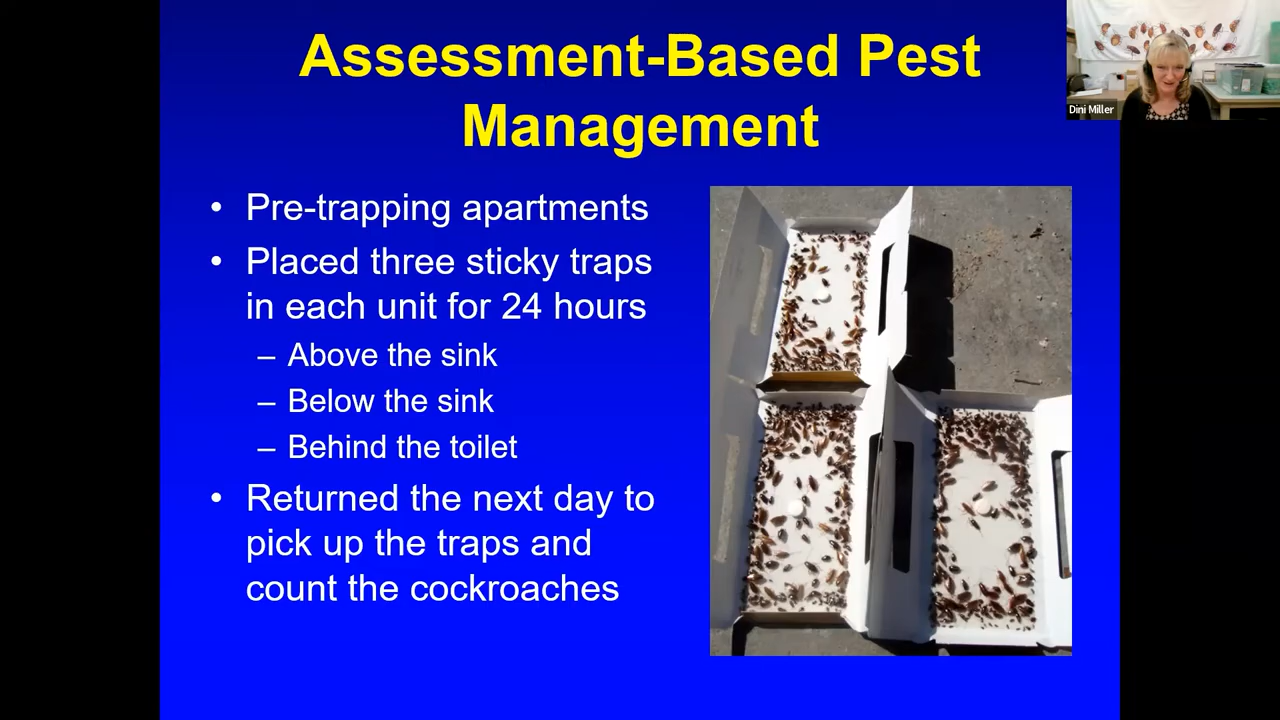 Assessment-Based Pest
Management
• Pre-trapping apartments
• Placed three sticky traps
in each unit for 24 hours
– Above the sink
– Below the sink
– Behind the toilet
• Returned the next day to
pick up the traps and
count the cockroaches
Dini Miller